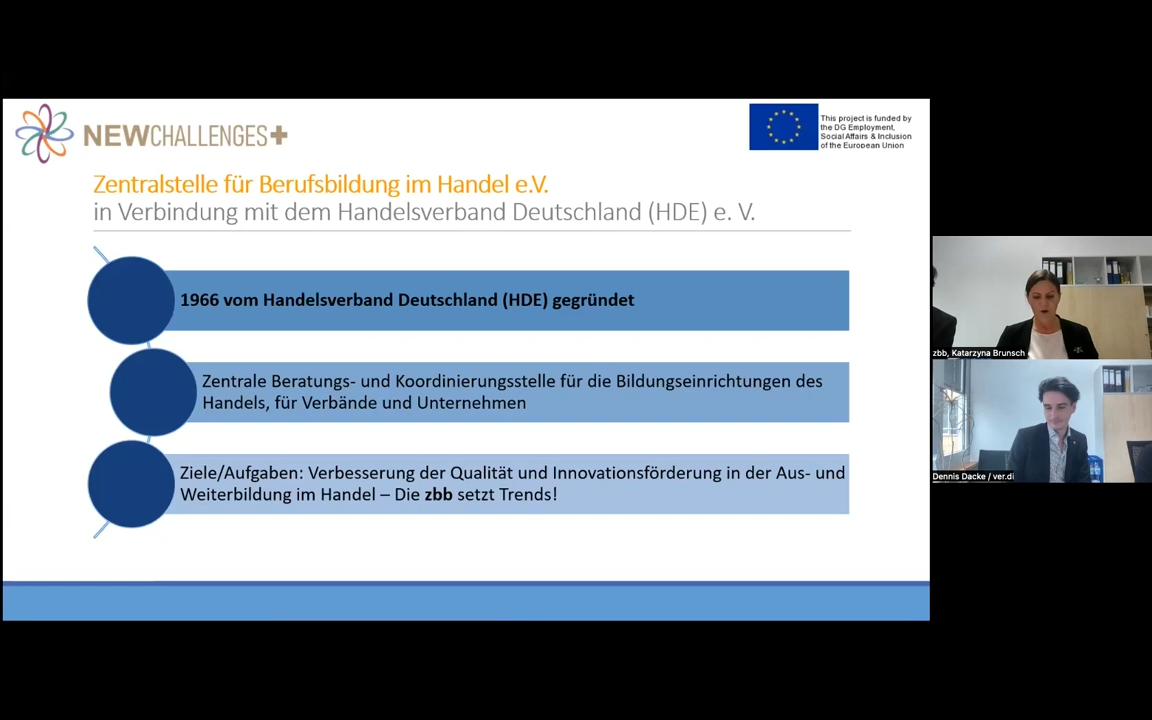 NEWCHALLENGES+
This project is funded by
the DG Employment,
Social Affairs & Inclusion
of the European Union
Zentralstelle für Berufsbildung im Handel e.V.
in Verbindung mit dem Handelsverband Deutschland (HDE) e. V.
1966 vom Handelsverband Deutschland (HDE) gegründet
Zentrale Beratungs- und Koordinierungsstelle für die Bildungseinrichtungen des
Handels, für Verbände und Unternehmen
Ziele/Aufgaben: Verbesserung der Qualität und Innovationsförderung in der Aus- und
Weiterbildung im Handel – Die zbb setzt Trends!
zbb, Katarzyna Brunsch
Dennis Dacke / ver.di